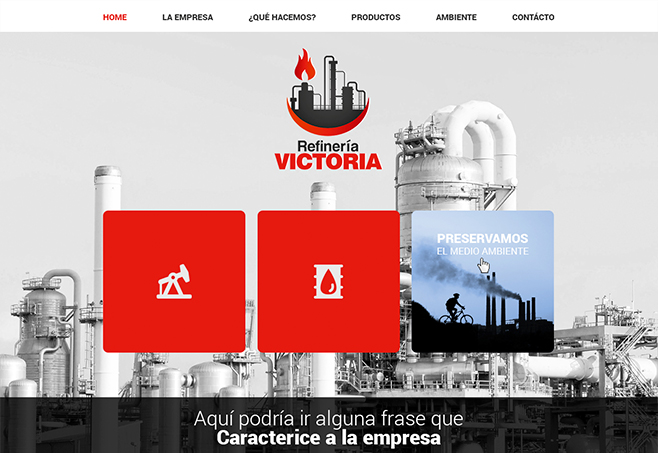 HOME
LA EMPRESA
¿QUÉ HACEMOS?
PRODUCTOS
AMBIENTE
CONTÁCTO
Refinería
VICTORIA
PRESERVAMOS
EL MEDIO AMBIENTE
Aquí podría ir alguna frase que
Caracterice a la empresa